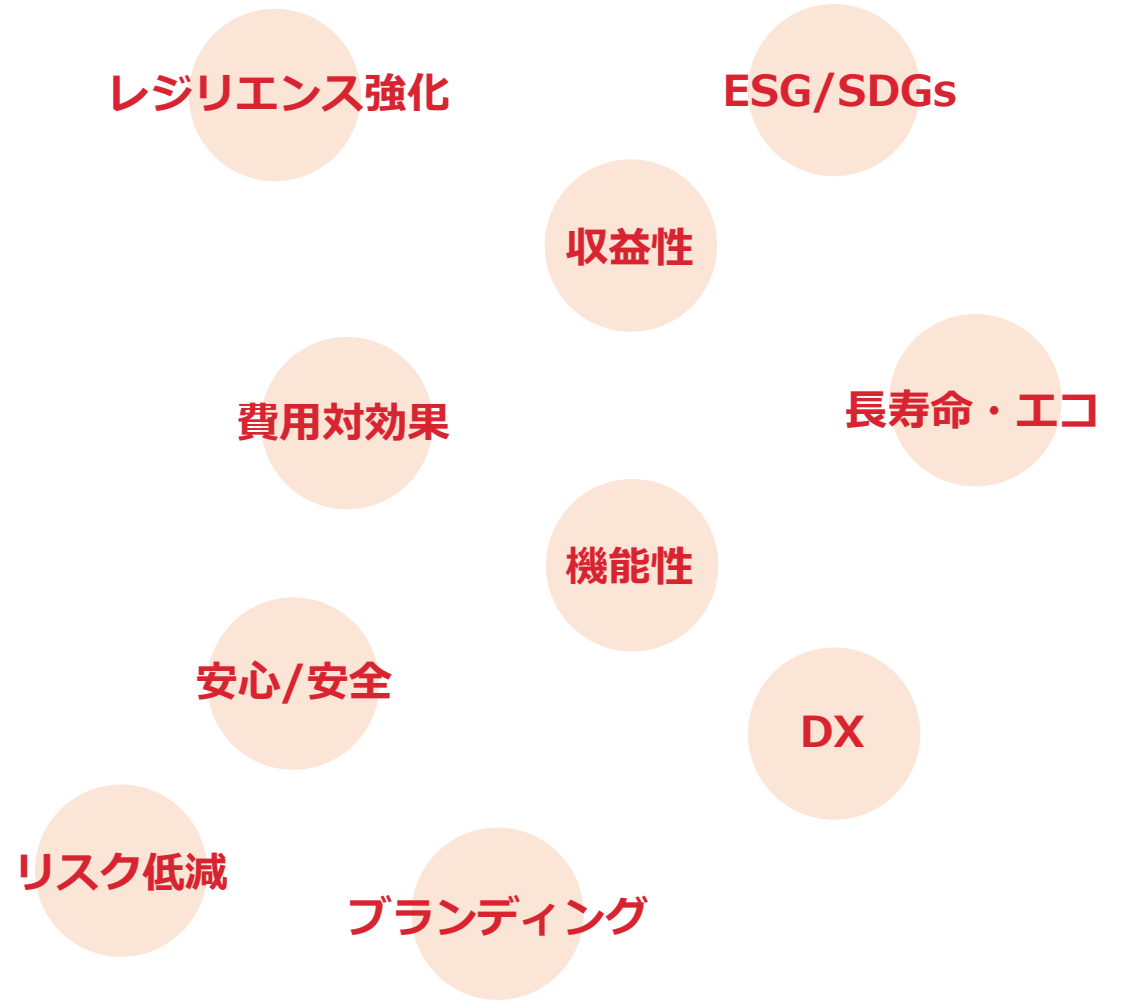 レジリエンス強化
ESG/SDGs
収益性
費用対効果
長寿命・エコ
機能性
安心/安全
DX
リスク低減
ブランディング